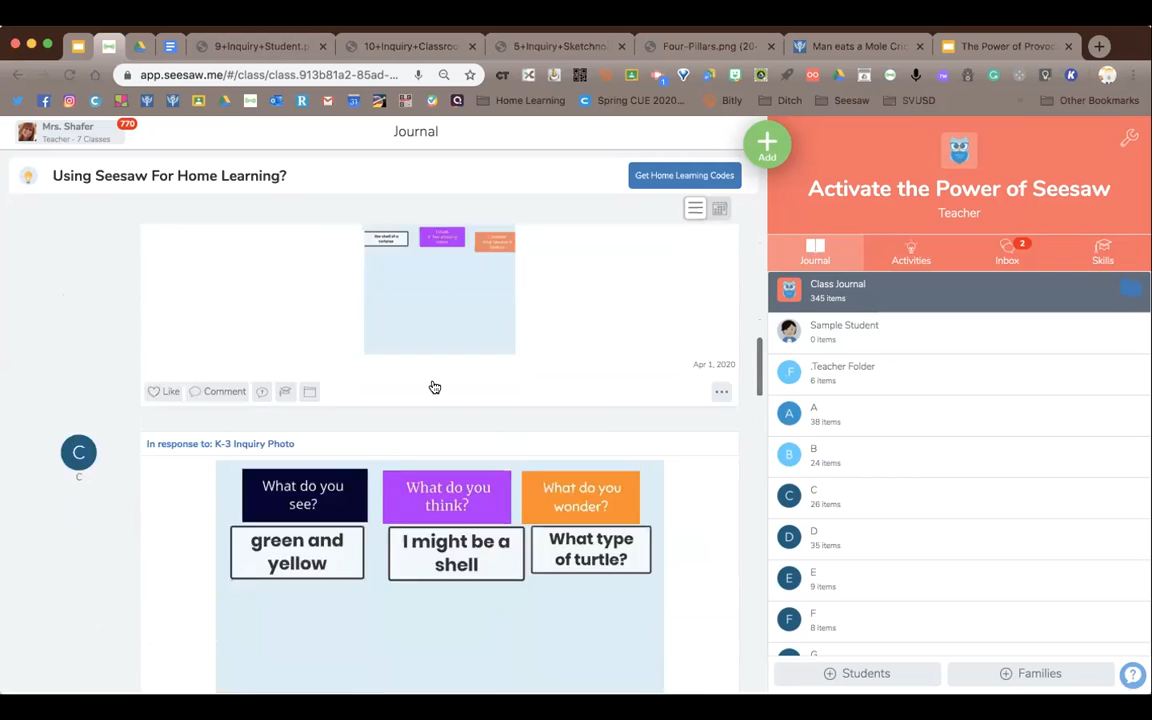 9+Inquiry+Student.p
10+Inquiry+Classroo
5+Inquiry+Sketchno
Four-Pillars.png (20
Man eats a Mole Cri
The Power of Provoc
app.seesaw.me/#/class/class.913b81a2-85ad-...
Home Learning
Spring CUE 2020...
Bitly
Ditch
Seesaw
SVUSD
Other Bookmarks
Mrs. Shafer
Teacher - 7 Classes
770
Journal
Add
Using Seesaw For Home Learning?
Get Home Learning Codes
Apr 1, 2020
Like
Comment
C
C
In response to: K-3 Inquiry Photo
What do you
see?
What do you
think?
What do you
wonder?
green and
yellow
I might be a
shell
What type
of turtle?
Activate the Power of Seesaw
Teacher
Journal
Activities
Inbox
2
Skills
Class Journal
345 items
Sample Student
0 items
.F
.Teacher Folder
6 items
A
A
38 items
B
B
24 items
C
C
26 items
D
D
35 items
E
E
9 items
F
F
8 items
Students
Families